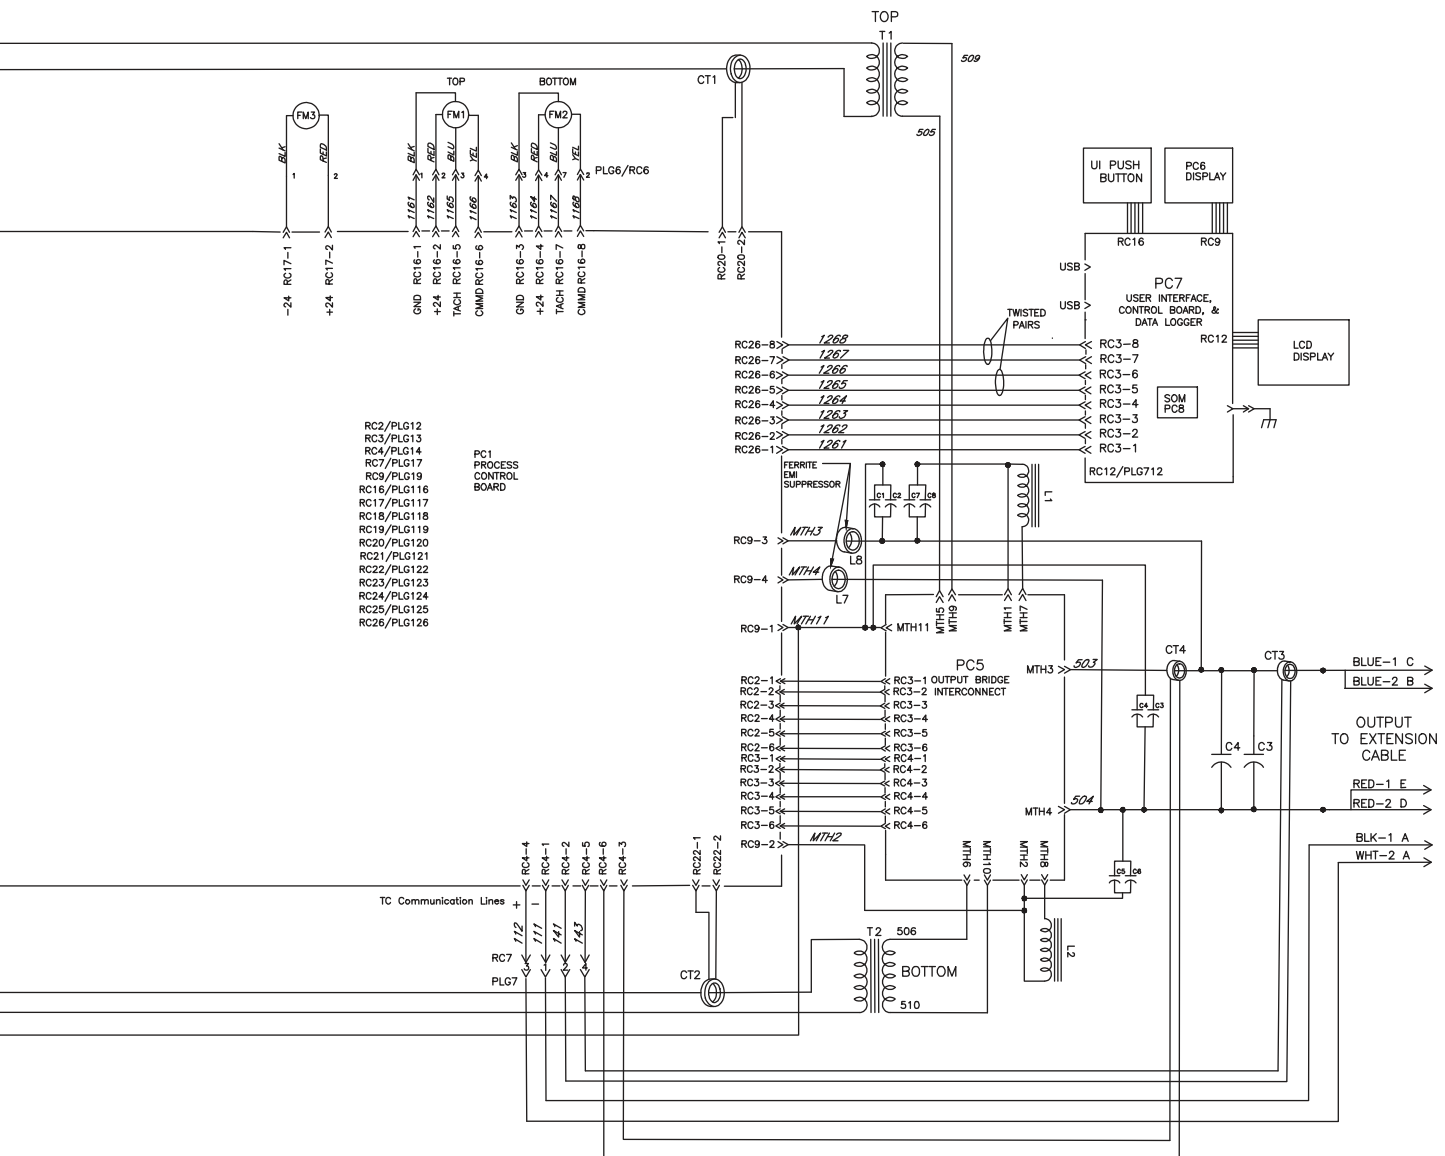 TOP
T1
509
505
CT1
TOP
BOTTOM
FM3
FM1
FM2
BLK
RED
BLK
RED
BLU
YEL
BLK
RED
BLU
YEL
1
2
1
2
3
4
3
4
7
2
PLG6/RC6
1161
1162
1165
1166
1163
1164
1167
1168
-24 RC17-1
+24 RC17-2
GND RC16-1
+24 RC16-2
TACH RC16-5
CMMD RC16-6
GND RC16-3
+24 RC16-4
TACH RC16-7
CMMD RC16-8
RC20-1
RC20-2
UI PUSH
BUTTON
PC6
DISPLAY
RC16
RC9
USB
USB
PC7
USER INTERFACE,
CONTROL BOARD, &
DATA LOGGER
RC12
LCD
DISPLAY
TWISTED
PAIRS
RC26-8 1268 RC3-8
RC26-7 1267 RC3-7
RC26-6 1266 RC3-6
RC26-5 1265 RC3-5
RC26-4 1264 RC3-4
RC26-3 1263 RC3-3
RC26-2 1262 RC3-2
RC26-1 1261 RC3-1
SOM
PC8
RC12/PLG712
RC2/PLG12
RC3/PLG13
RC4/PLG14
RC7/PLG17
RC9/PLG19
RC16/PLG116
RC17/PLG117
RC18/PLG118
RC19/PLG119
RC20/PLG120
RC21/PLG121
RC22/PLG122
RC23/PLG123
RC24/PLG124
RC25/PLG125
RC26/PLG126
PC1
PROCESS
CONTROL
BOARD
FERRITE
EMI
SUPPRESSOR
C1
C2
C7
C8
L1
RC9-3 MTH3
L8
RC9-4 MTH4
L7
RC9-1 MTH11
MTH11
MTH5
MTH9
MTH1
MTH7
PC5
OUTPUT BRIDGE
INTERCONNECT
MTH3 503
CT4
CT3
BLUE-1 C
BLUE-2 B
RC2-1 RC3-1
RC2-2 RC3-2
RC2-3 RC3-3
RC2-4 RC3-4
RC2-5 RC3-5
RC2-6 RC3-6
RC3-1 RC4-1
RC3-2 RC4-2
RC3-3 RC4-3
RC3-4 RC4-4
RC3-5 RC4-5
RC3-6 RC4-6
RC9-2 MTH2
C4
C3
C4
C3
OUTPUT
TO EXTENSION
CABLE
RED-1 E
RED-2 D
MTH4 504
BLK-1 A
WHT-2 A
MTH6
MTH10
MTH2
MTH8
C5
C6
L2
RC4-4
RC4-1
RC4-2
RC4-5
RC4-6
RC4-3
RC22-1
RC22-2
TC Communication Lines + -
112
111
141
143
RC7
3
1
2
4
PLG7
CT2
T2
506
BOTTOM
510